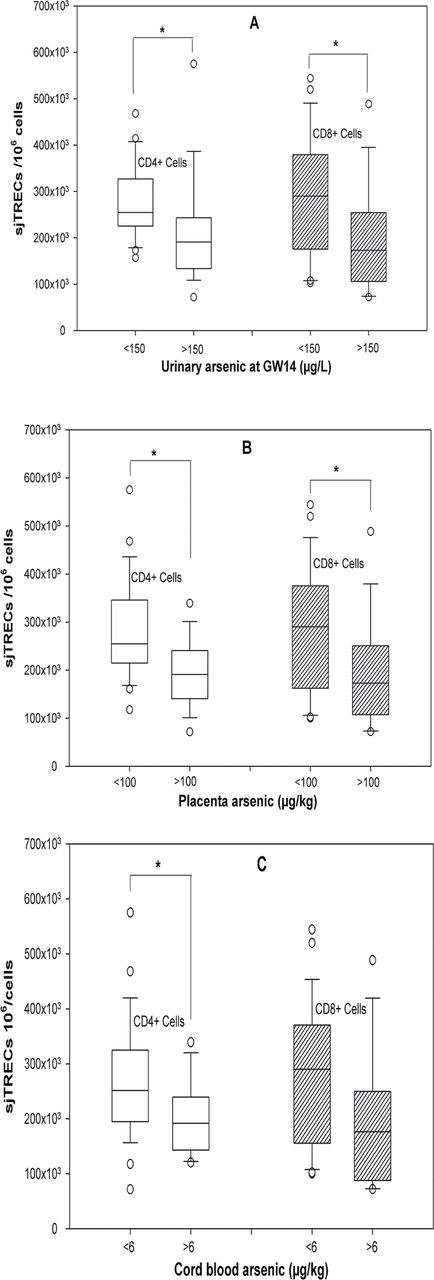 A
sjTRECs /10⁶ cells
700x10³
600x10³
500x10³
400x10³
300x10³
200x10³
100x10³
0
*
*
CD4+ Cells
CD8+ Cells
<150
>150
<150
>150
Urinary arsenic at GW14 (µg/L)
B
sjTRECs /10⁶ cells
700x10³
600x10³
500x10³
400x10³
300x10³
200x10³
100x10³
0
*
*
CD4+ Cells
CD8+ Cells
<100
>100
<100
>100
Placenta arsenic (µg/kg)
C
sjTRECs 10⁶/cells
700x10³
600x10³
500x10³
400x10³
300x10³
200x10³
100x10³
0
*
CD4+ Cells
CD8+ Cells
<6
>6
<6
>6
Cord blood arsenic (µg/kg)